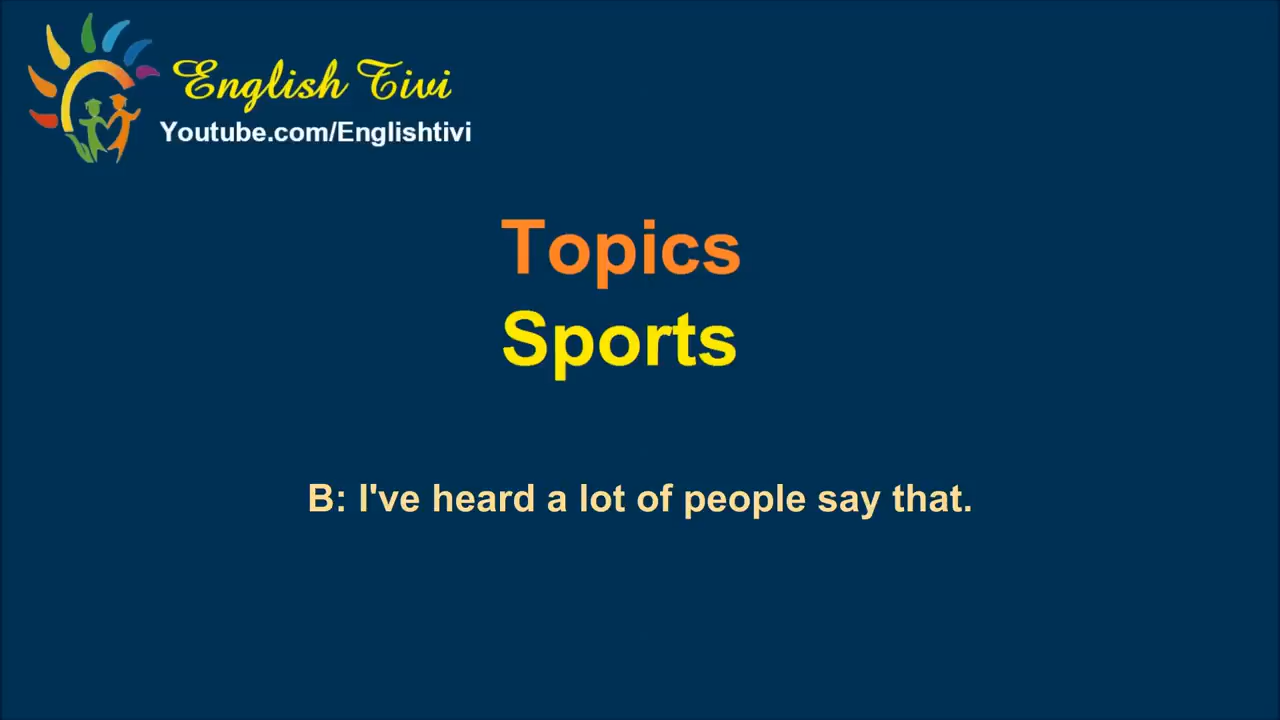 English Tivi
Youtube.com/Englishtivi
Topics
Sports
B: I've heard a lot of people say that.